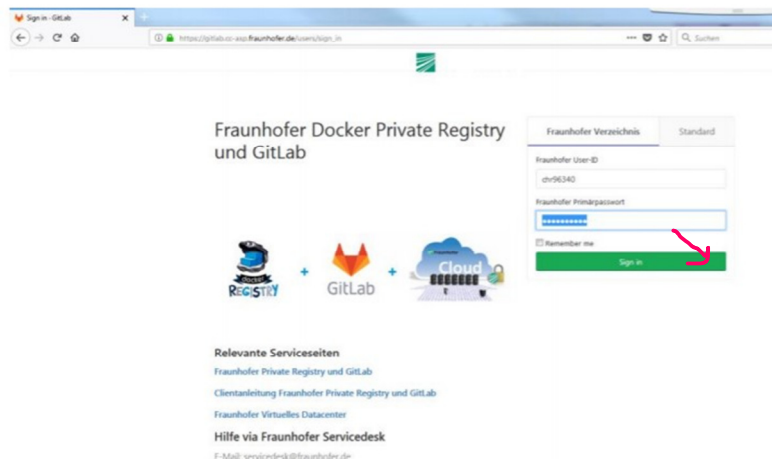 Sign in · GitLab
https://gitlab.cc-asp.fraunhofer.de/users/sign_in
Suchen
Fraunhofer Docker Private Registry
und GitLab
Fraunhofer Verzeichnis
Standard
Fraunhofer User-ID
chr96340
Fraunhofer Primärpasswort
Remember me
Sign in
docker
REGISTRY
+
GitLab
+
Fraunhofer
Cloud
Relevante Serviceseiten
Fraunhofer Private Registry und GitLab
Clientanleitung Fraunhofer Private Registry und GitLab
Fraunhofer Virtuelles Datacenter
Hilfe via Fraunhofer Servicedesk
E-Mail: servicedesk@fraunhofer.de